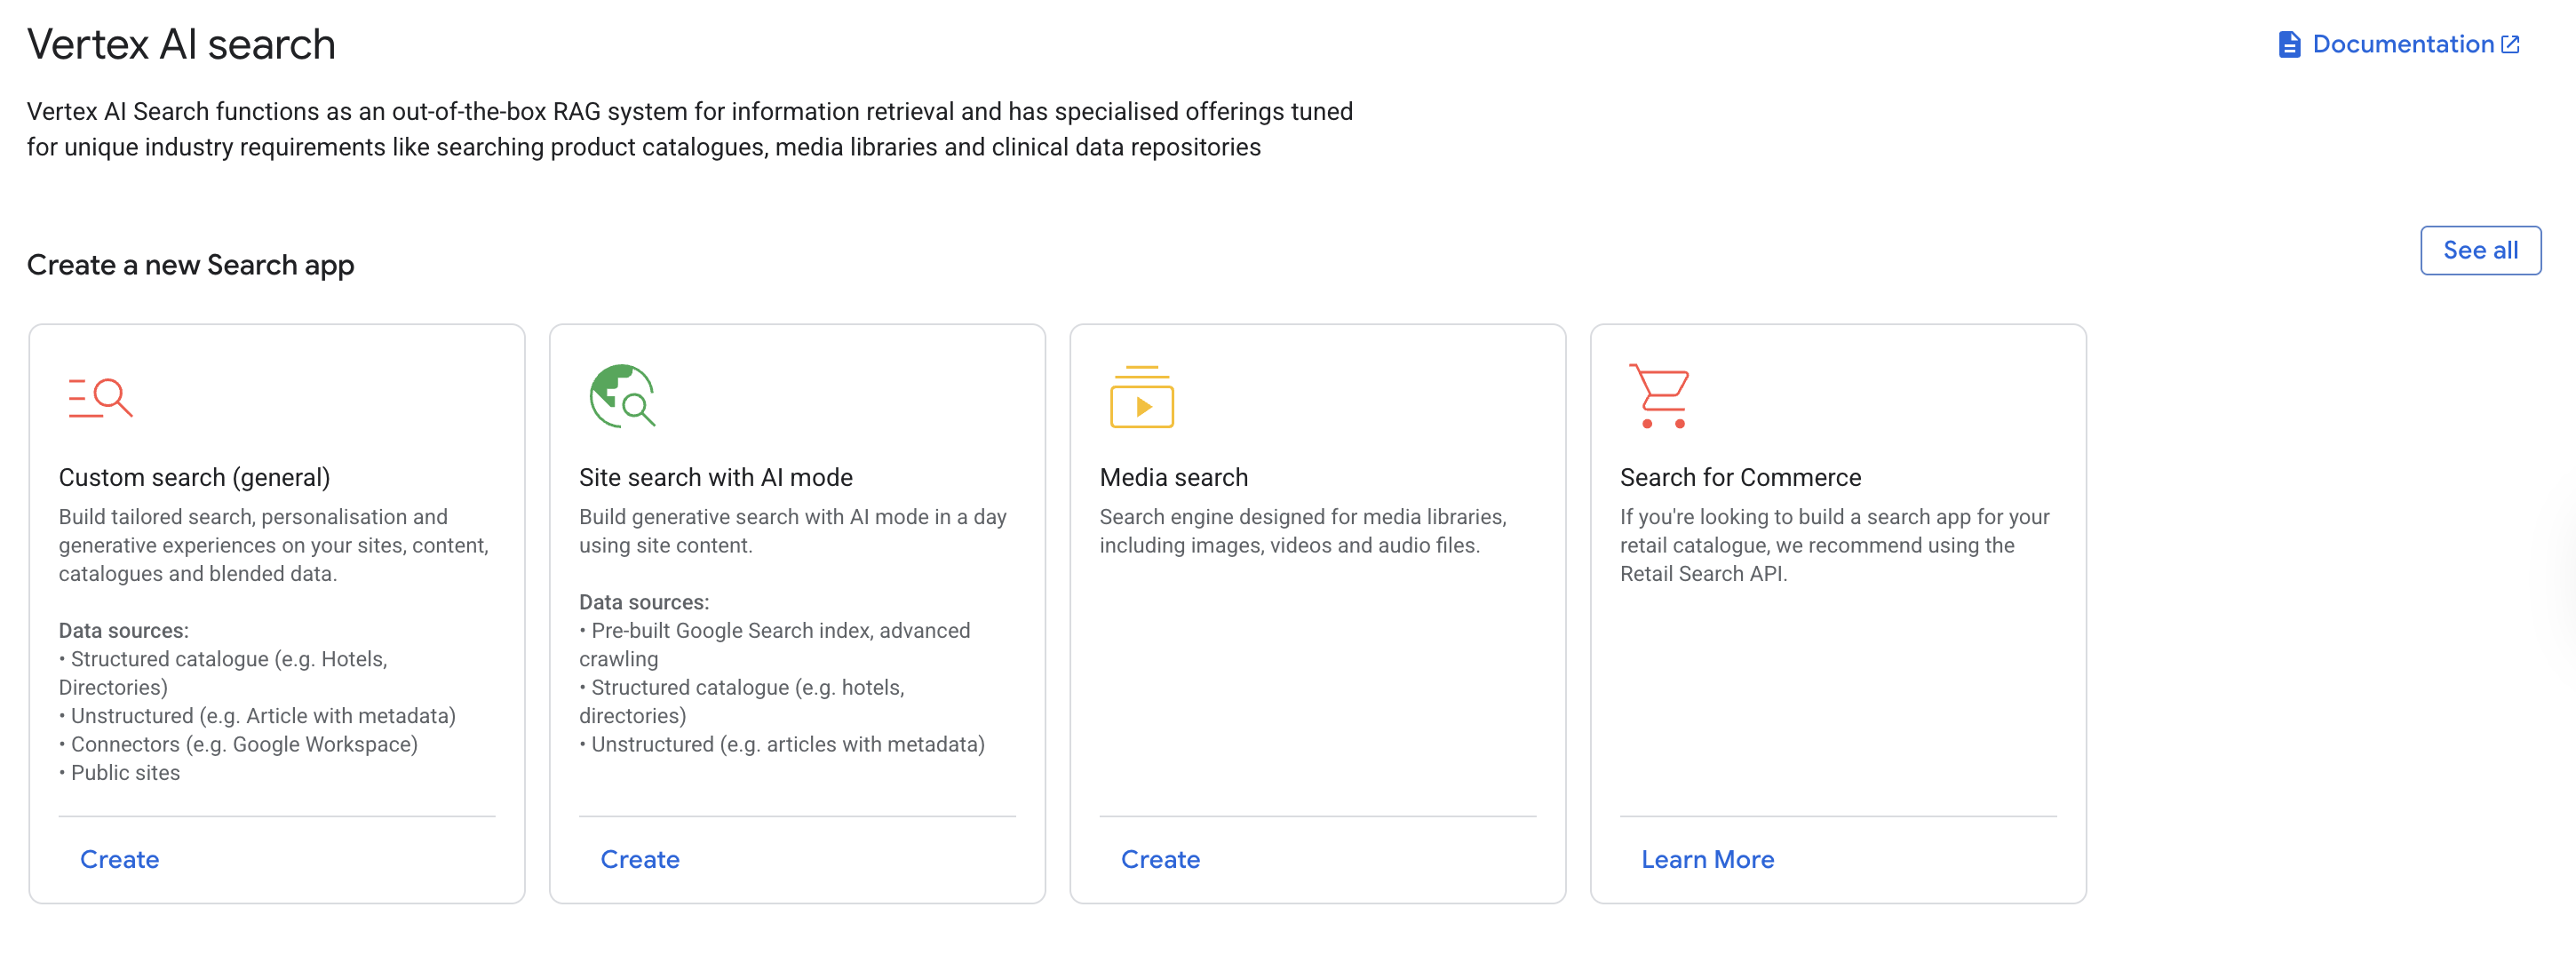 Vertex AI search
Documentation
Vertex AI Search functions as an out-of-the-box RAG system for information retrieval and has specialised offerings tuned
for unique industry requirements like searching product catalogues, media libraries and clinical data repositories
Create a new Search app
See all
Custom search (general)
Build tailored search, personalisation and
generative experiences on your sites, content,
catalogues and blended data.
Data sources:
• Structured catalogue (e.g. Hotels,
Directories)
• Unstructured (e.g. Article with metadata)
• Connectors (e.g. Google Workspace)
• Public sites
Create
Site search with AI mode
Build generative search with AI mode in a day
using site content.
Data sources:
• Pre-built Google Search index, advanced
crawling
• Structured catalogue (e.g. hotels,
directories)
• Unstructured (e.g. articles with metadata)
Create
Media search
Search engine designed for media libraries,
including images, videos and audio files.
Create
Search for Commerce
If you're looking to build a search app for your
retail catalogue, we recommend using the
Retail Search API.
Learn More